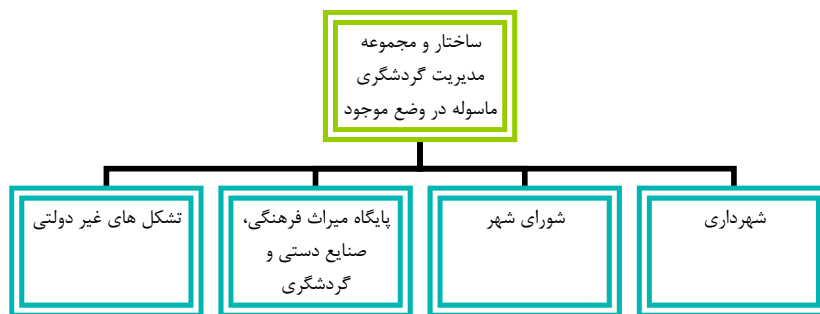 ساختار و مجموعه
مدیریت گردشگری
ماسوله در وضع موجود
شهرداری
شورای شهر
پایگاه میراث فرهنگی،
صنایع دستی و
گردشگری
تشکل های غیر دولتی